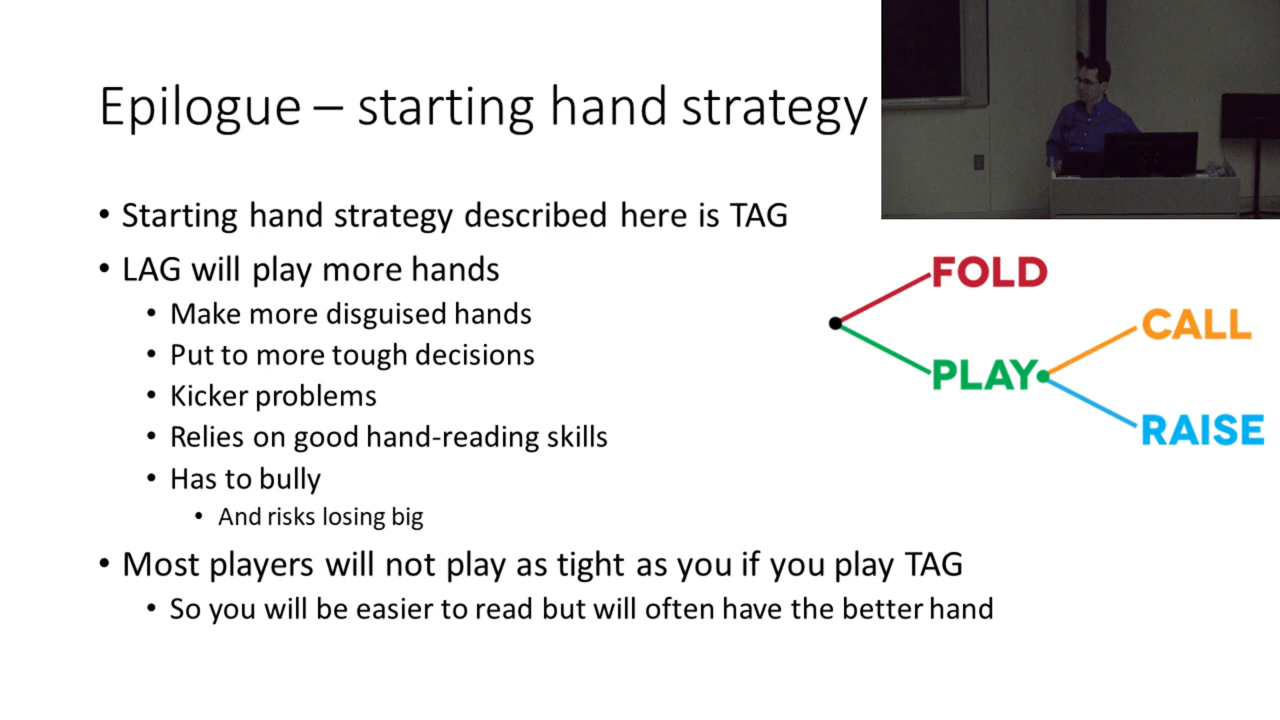 Epilogue – starting hand strategy
• Starting hand strategy described here is TAG
• LAG will play more hands
• Make more disguised hands
• Put to more tough decisions
• Kicker problems
• Relies on good hand-reading skills
• Has to bully
• And risks losing big
• Most players will not play as tight as you if you play TAG
• So you will be easier to read but will often have the better hand
FOLD
PLAY
CALL
RAISE